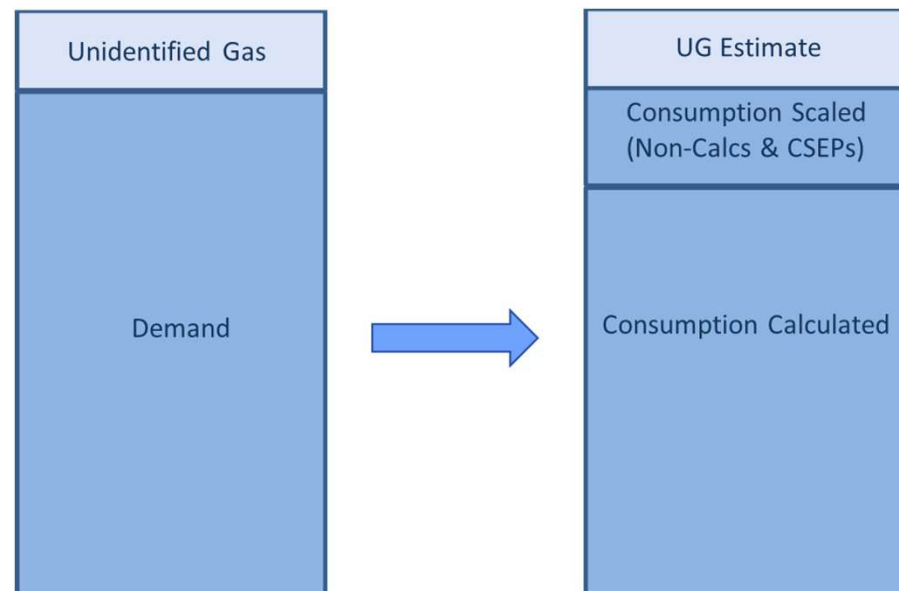 Unidentified Gas
Demand
UG Estimate
Consumption Scaled
(Non-Calcs & CSEPs)
Consumption Calculated